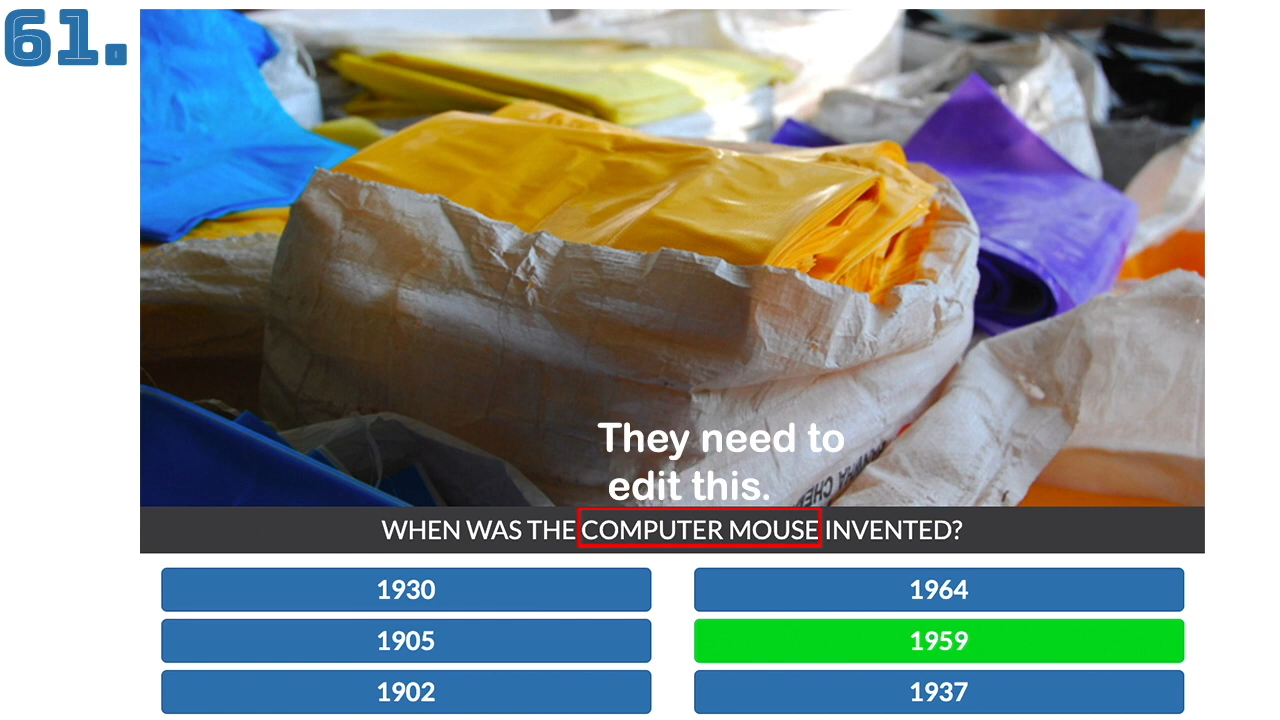 61.
They need to
edit this.
WHEN WAS THE COMPUTER MOUSE INVENTED?
1930
1964
1905
1959
1902
1937